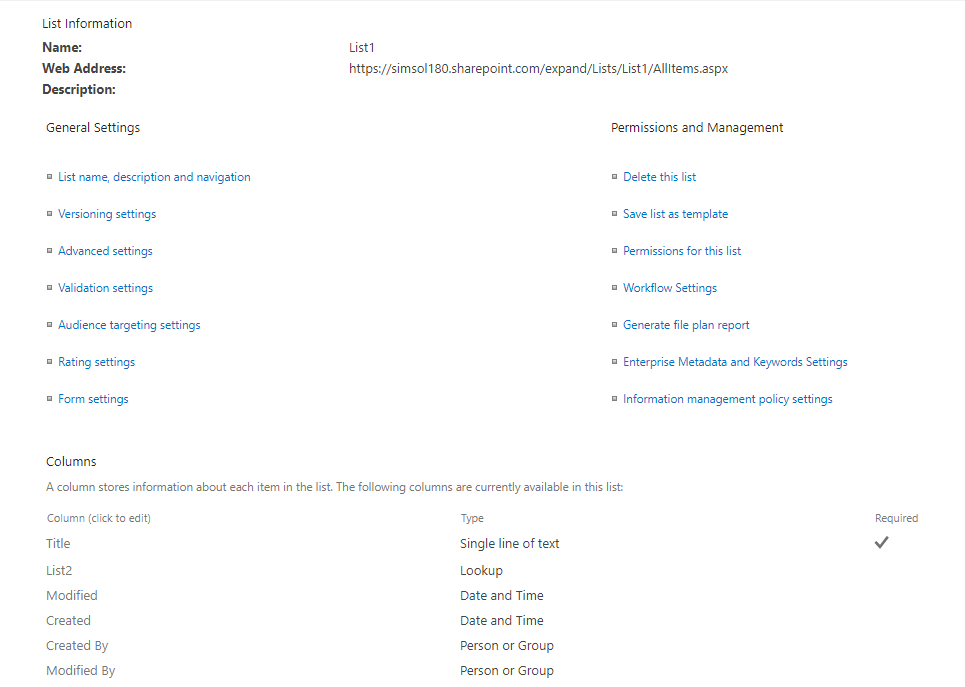 List Information
Name: List1
Web Address: https://simsol180.sharepoint.com/expand/Lists/List1/AllItems.aspx
Description:
General Settings Permissions and Management
List name, description and navigation Delete this list
Versioning settings Save list as template
Advanced settings Permissions for this list
Validation settings Workflow Settings
Audience targeting settings Generate file plan report
Rating settings Enterprise Metadata and Keywords Settings
Form settings Information management policy settings
Columns
A column stores information about each item in the list. The following columns are currently available in this list:
Column (click to edit) Type Required
Title Single line of text
List2 Lookup
Modified Date and Time
Created Date and Time
Created By Person or Group
Modified By Person or Group